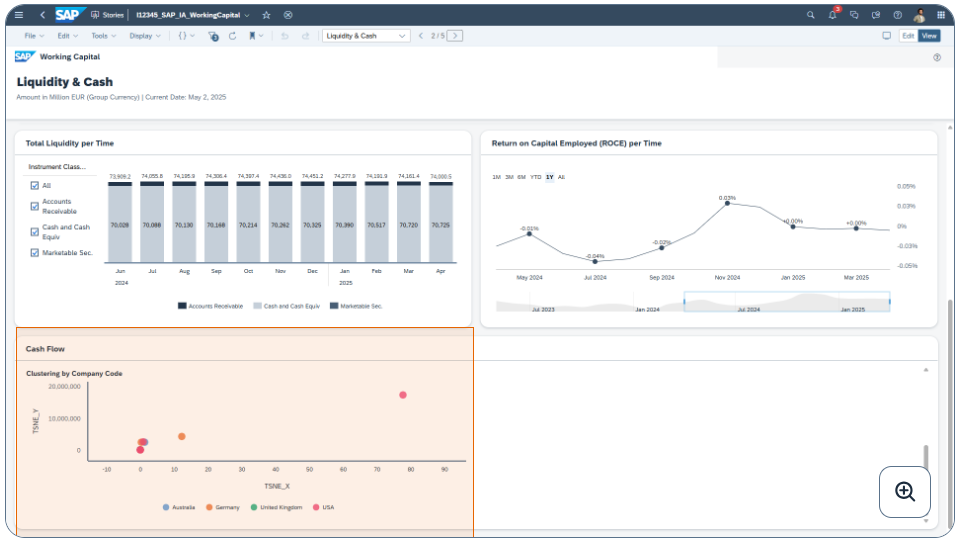 SAP Stories I12345_SAP_IA_WorkingCapital 3
File Edit Tools Display Liquidity & Cash 2/5 Edit View
SAP Working Capital
Liquidity & Cash
Amount in Million EUR (Group Currency) | Current Date: May 2, 2025
Total Liquidity per Time
Instrument Class...
All
Accounts
Receivable
Cash and Cash
Equiv
Marketable Sec.
73,909.2 74,055.8 74,195.9 74,306.4 74,397.4 74,426.0 74,451.2 74,277.9 74,436.0 74,161.4 74,000.5
70,028 70,088 70,130 70,168 70,214 70,262 70,325 70,390 70,517 70,720 70,725
Jun Jul Aug Sep Oct Nov Dec Jan Feb Mar Apr
2024 2025
Accounts Receivable Cash and Cash Equiv Marketable Sec.
Return on Capital Employed (ROCE) per Time
1M 3M 6M YTD 1Y All
0.05%
0.03%
0%
-0.03%
-0.05%
-0.01% -0.04% -0.02% 0.03% +0.00% +0.00%
May 2024 Jul 2024 Sep 2024 Nov 2024 Jan 2025 Mar 2025
Jul 2023 Jan 2024 Jul 2024 Jan 2025
Cash Flow
Clustering by Company Code
TSNE_Y
20,000,000
10,000,000
0
-10 0 10 20 30 40 50 60 70 80 90
TSNE_X
Australia Germany United Kingdom USA